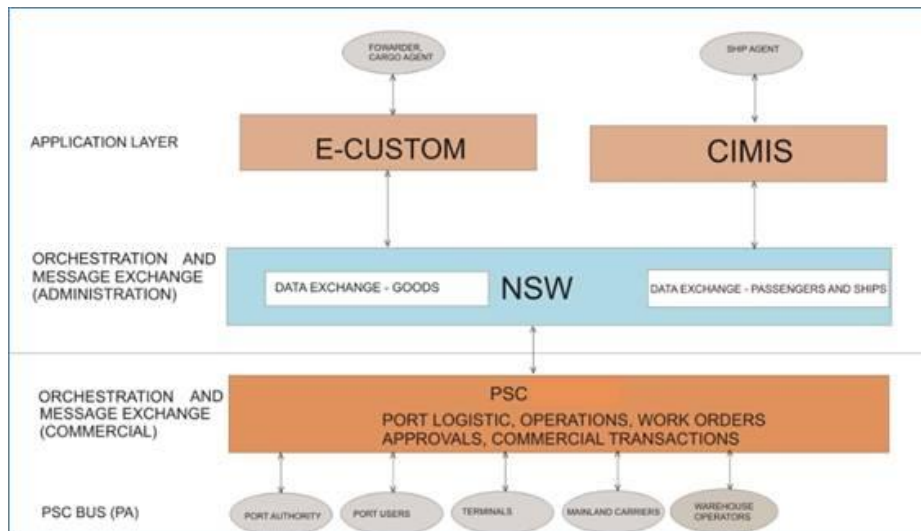 FOWARDER,
CARGO AGENT
SHIP AGENT
APPLICATION LAYER
E-CUSTOM
CIMIS
ORCHESTRATION AND
MESSAGE EXCHANGE
(ADMINISTRATION)
DATA EXCHANGE - GOODS
NSW
DATA EXCHANGE - PASSENGERS AND SHIPS
ORCHESTRATION AND
MESSAGE EXCHANGE
(COMMERCIAL)
PSC
PORT LOGISTIC, OPERATIONS, WORK ORDERS
APPROVALS, COMMERCIAL TRANSACTIONS
PSC BUS (PA)
PORT AUTHORITY
PORT USERS
TERMINALS
MAINLAND CARRIERS
WAREHOUSE
OPERATORS